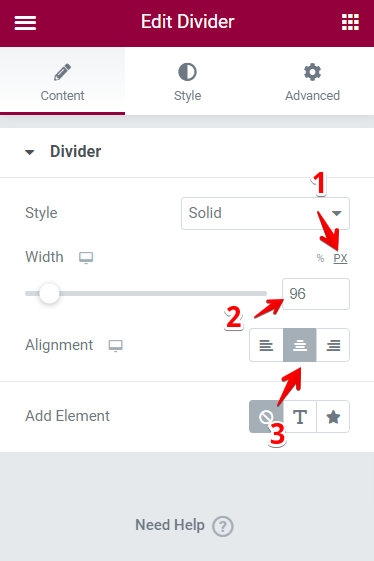 Edit Divider
Content Style Advanced
Divider
1
Style Solid
Width % PX
96
2
Alignment
Add Element T
3
Need Help ?